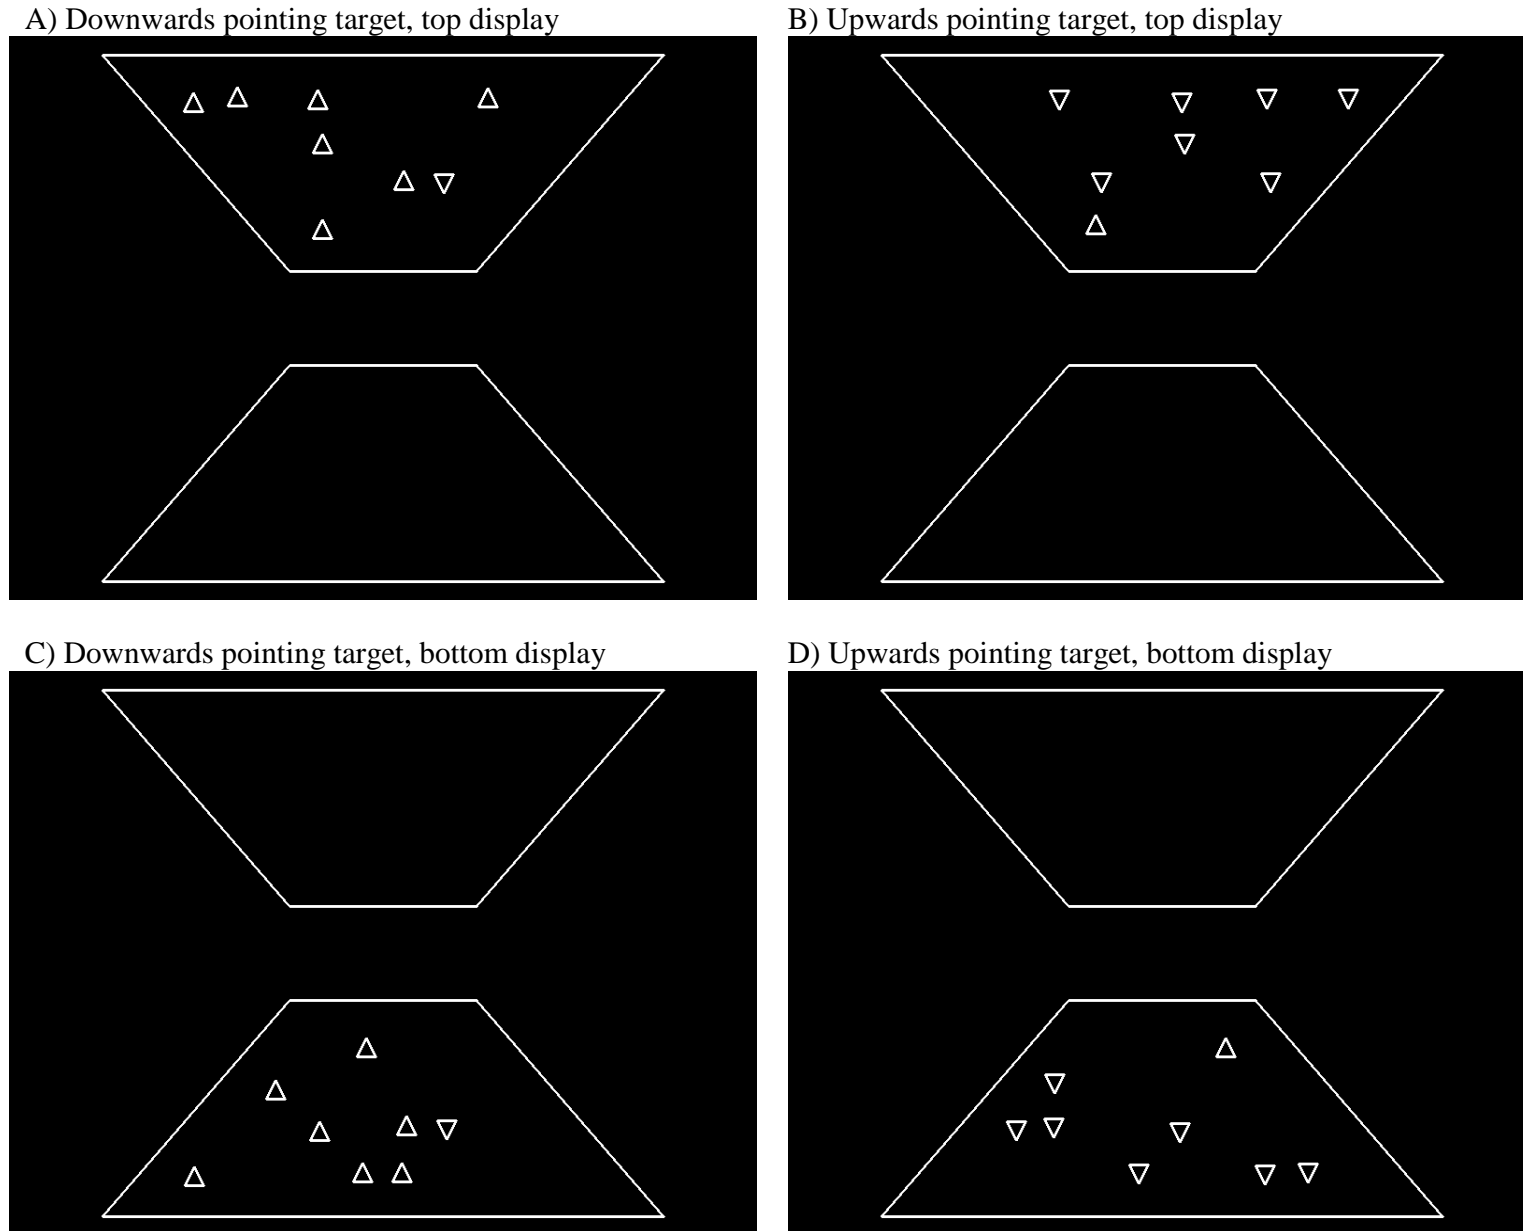 A) Downwards pointing target, top display
B) Upwards pointing target, top display
C) Downwards pointing target, bottom display
D) Upwards pointing target, bottom display